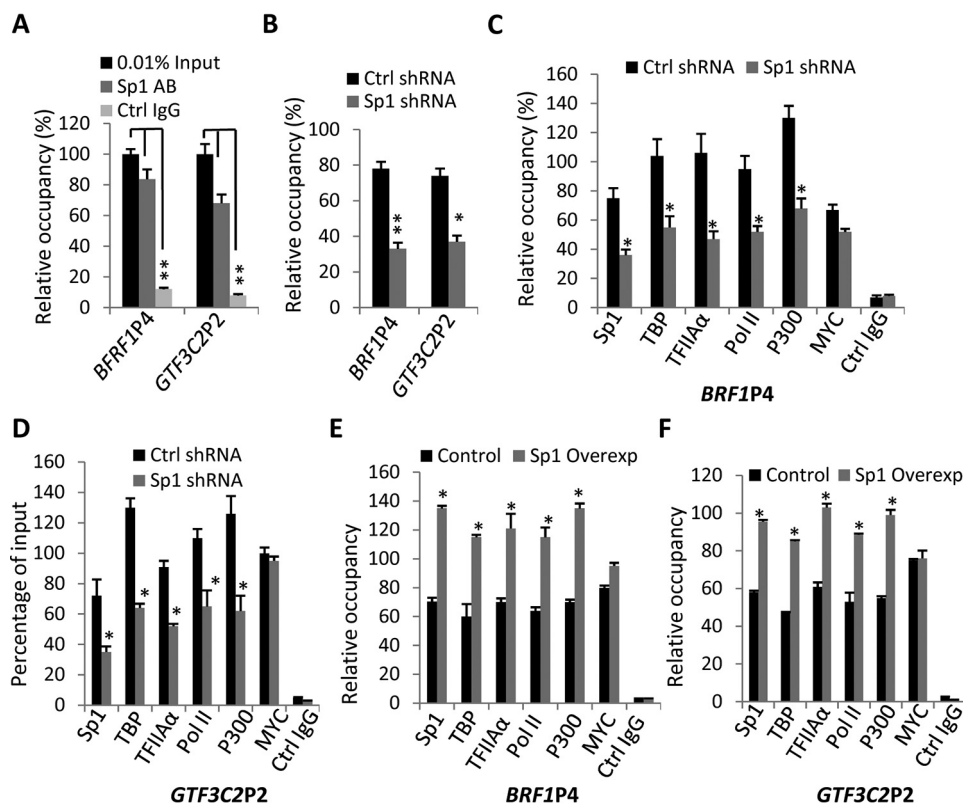 A
0.01% Input
Sp1 AB
Ctrl IgG
Relative occupancy (%)
120
100
80
60
40
20
0
**
**
BFRF1P4
GTF3C2P2
B
Ctrl shRNA
Sp1 shRNA
Relative occupancy (%)
100
80
60
40
20
0
**
*
BRF1P4
GTF3C2P2
C
Ctrl shRNA
Sp1 shRNA
Relative occupancy (%)
160
140
120
100
80
60
40
20
0
*
*
*
*
*
Sp1
TBP
TFIIAα
Pol II
P300
MYC
Ctrl IgG
BRF1P4
D
Ctrl shRNA
Sp1 shRNA
Percentage of input
160
140
120
100
80
60
40
20
0
*
*
*
*
*
Sp1
TBP
TFIIAα
Pol II
P300
MYC
Ctrl IgG
GTF3C2P2
E
Control
Sp1 Overexp
Relative occupancy
160
140
120
100
80
60
40
20
0
*
*
*
*
*
Sp1
TBP
TFIIAα
Pol II
P300
MYC
Ctrl IgG
BRF1P4
F
Control
Sp1 Overexp
Relative occupancy
120
100
80
60
40
20
0
*
*
*
*
*
Sp1
TBP
TFIIAα
Pol II
P300
MYC
Ctrl IgG
GTF3C2P2